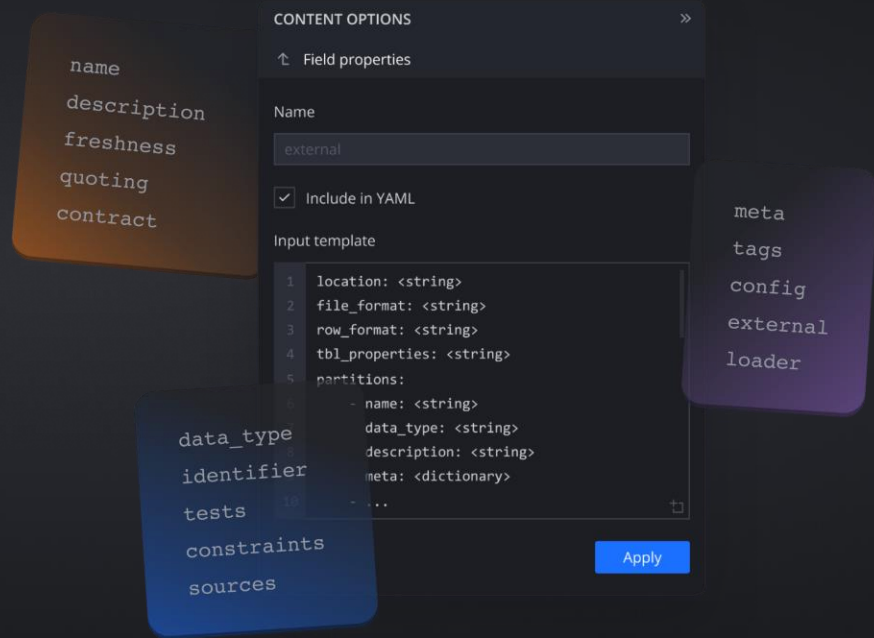 CONTENT OPTIONS
Field properties
Name
external
Include in YAML
Input template
1 location: <string>
2 file_format: <string>
3 row_format: <string>
4 tbl_properties: <string>
5 partitions:
6 - name: <string>
data_type: <string>
8 description: <string>
meta: <dictionary>
10 - ...
Apply
name
description
freshness
quoting
contract
meta
tags
config
external
loader
data_type
identifier
tests
constraints
sources